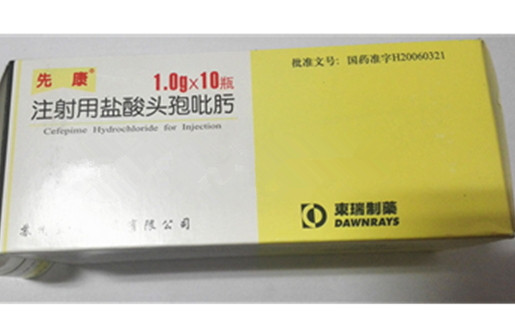 先康®
1.0g×10瓶
批准文号：国药准字H20060321
注射用盐酸头孢吡肟
Cefepime Hydrochloride for Injection
有限公司
東瑞制藥
DAWNRAYS